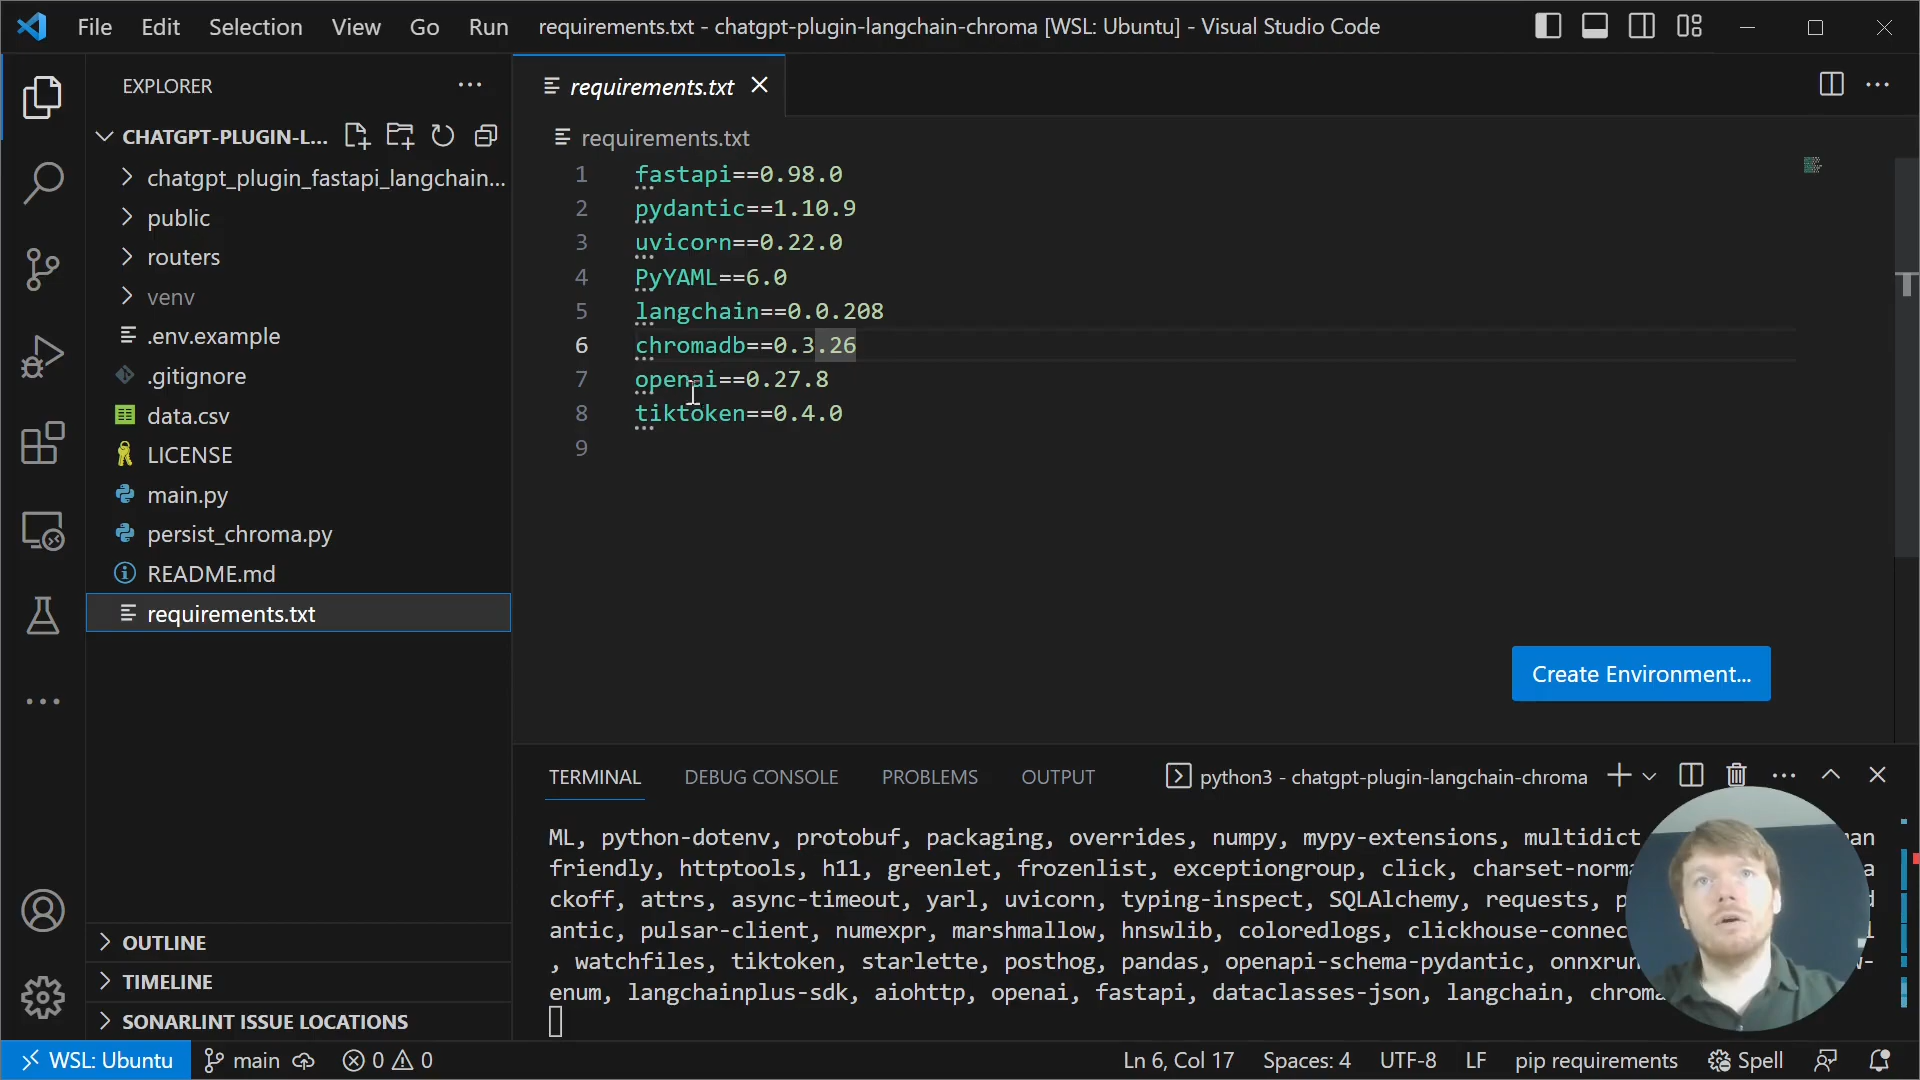 File Edit Selection View Go Run
requirements.txt - chatgpt-plugin-langchain-chroma [WSL: Ubuntu] - Visual Studio Code
EXPLORER
CHATGPT-PLUGIN-L...
chatgpt_plugin_fastapi_langchain...
public
routers
venv
.env.example
.gitignore
data.csv
LICENSE
main.py
persist_chroma.py
README.md
requirements.txt
OUTLINE
TIMELINE
SONARLINT ISSUE LOCATIONS
requirements.txt
requirements.txt
1 fastapi==0.98.0
2 pydantic==1.10.9
3 uvicorn==0.22.0
4 PyYAML==6.0
5 langchain==0.0.208
6 chromadb==0.3.26
7 openai==0.27.8
8 tiktoken==0.4.0
9
Create Environment...
TERMINAL DEBUG CONSOLE PROBLEMS OUTPUT
python3 - chatgpt-plugin-langchain-chroma
ML, python-dotenv, protobuf, packaging, overrides, numpy, mypy-extensions, multidict
friendly, httptools, h11, greenlet, frozenlist, exceptiongroup, click,
ckoff, attrs, async-timeout, yarl, uvicorn, typing-inspect, SQLAlchemy, requests,
antic, pulsar-client, numexpr, marshmallow, hnswlib, coloredlogs,
, watchfiles, tiktoken, starlette, posthog, pandas, openapi-schema-pydantic,
enum, langchainplus-sdk, aiohttp, openai, fastapi, dataclasses-json, langchain,
WSL: Ubuntu main 0 0
Ln 6, Col 17 Spaces: 4 UTF-8 LF pip requirements Spell